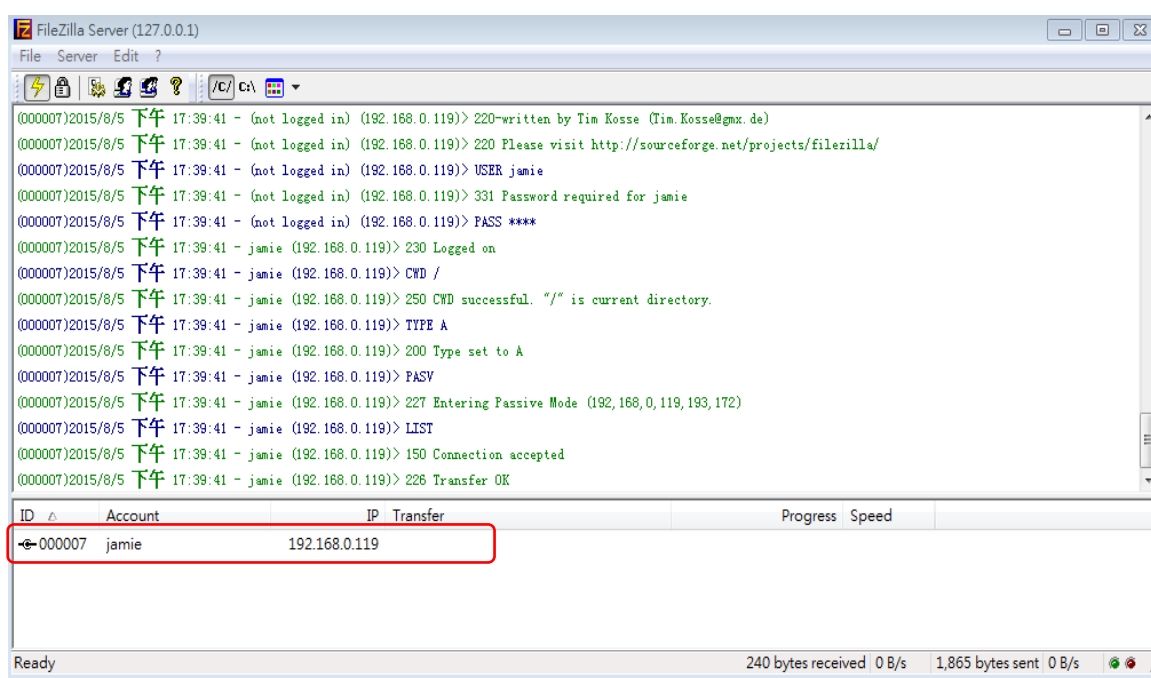 FileZilla Server (127.0.0.1)
File Server Edit ?
/C/ C:\
(000007)2015/8/5 下午 17:39:41 - (not logged in) (192.168.0.119)> 220-written by Tim Kosse (Tim.Kosse@gmx.de)
(000007)2015/8/5 下午 17:39:41 - (not logged in) (192.168.0.119)> 220 Please visit http://sourceforge.net/projects/filezilla/
(000007)2015/8/5 下午 17:39:41 - (not logged in) (192.168.0.119)> USER jamie
(000007)2015/8/5 下午 17:39:41 - (not logged in) (192.168.0.119)> 331 Password required for jamie
(000007)2015/8/5 下午 17:39:41 - (not logged in) (192.168.0.119)> PASS ****
(000007)2015/8/5 下午 17:39:41 - jamie (192.168.0.119)> 230 Logged on
(000007)2015/8/5 下午 17:39:41 - jamie (192.168.0.119)> CWD /
(000007)2015/8/5 下午 17:39:41 - jamie (192.168.0.119)> 250 CWD successful. "/" is current directory.
(000007)2015/8/5 下午 17:39:41 - jamie (192.168.0.119)> TYPE A
(000007)2015/8/5 下午 17:39:41 - jamie (192.168.0.119)> 200 Type set to A
(000007)2015/8/5 下午 17:39:41 - jamie (192.168.0.119)> PASV
(000007)2015/8/5 下午 17:39:41 - jamie (192.168.0.119)> 227 Entering Passive Mode (192,168,0,119,193,172)
(000007)2015/8/5 下午 17:39:41 - jamie (192.168.0.119)> LIST
(000007)2015/8/5 下午 17:39:41 - jamie (192.168.0.119)> 150 Connection accepted
(000007)2015/8/5 下午 17:39:41 - jamie (192.168.0.119)> 226 Transfer OK
ID Account IP Transfer Progress Speed
000007 jamie 192.168.0.119
Ready 240 bytes received 0 B/s 1,865 bytes sent 0 B/s